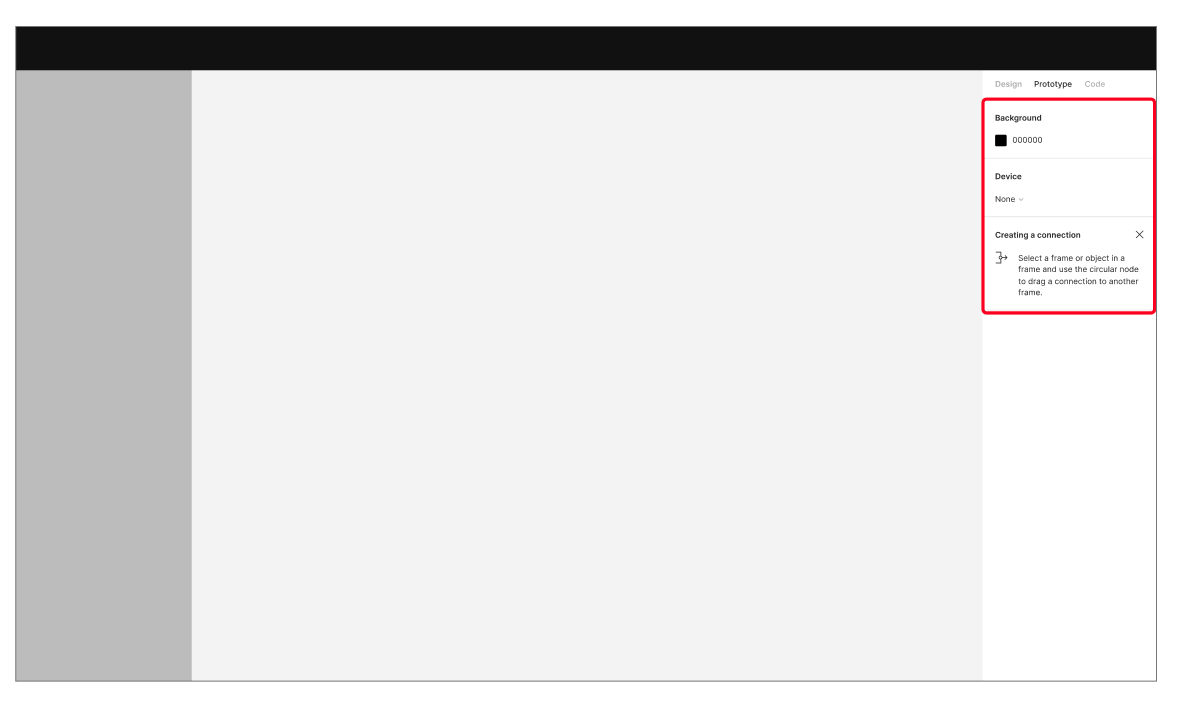 Design Prototype Code
Background
000000
Device
None
Creating a connection
Select a frame or object in a
frame and use the circular node
to drag a connection to another
frame.